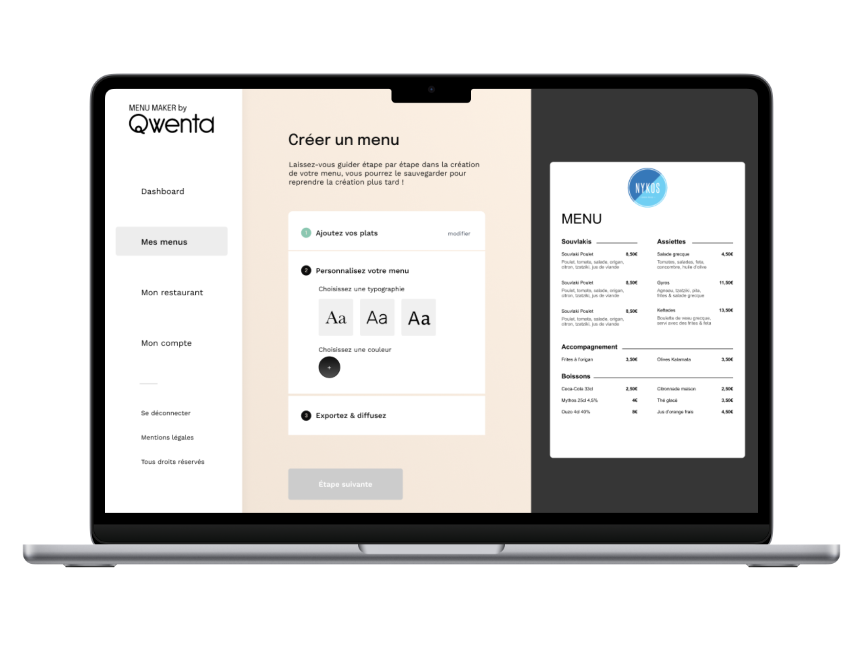 MENU MAKER by
Qwenta
Dashboard
Mes menus
Mon restaurant
Mon compte
Se déconnecter
Mentions légales
Tous droits réservés
Créer un menu
Laissez-vous guider étape par étape dans la création
de votre menu, vous pourrez le sauvegarder pour
reprendre la création plus tard !
1 Ajoutez vos plats modifier
2 Personnalisez votre menu
Choisissez une typographie
Aa Aa Aa
Choisissez une couleur
+
3 Exportez & diffusez
Étape suivante
NYKOS
MENU
Souvlakis
Souvlaki Poulet 6,50€
Poulet, tomate, salade, origan,
citron, tzatziki, jus de viande
Souvlaki Poulet 6,50€
Poulet, tomate, salade, origan,
citron, tzatziki, jus de viande
Souvlaki Poulet 6,50€
Poulet, tomate, salade, origan,
citron, tzatziki, jus de viande
Assiettes
Salade grecque 4,50€
Tomates, salades, feta,
concombre, huile d'olive
Gyros 11,50€
Agneau, tzatziki, pita,
frites & salade grecque
Keftedes 13,50€
Boulette de veau grecque,
servi avec des frites & feta
Accompagnement
Frites à l'origan 3,50€ Olives Kalamata 3,50€
Boissons
Coca-Cola 33cl 2,50€ Citronnade maison 2,50€
Mythos 25cl 4,5% 4€ Thé glacé 3,50€
Ouzo 4cl 40% 9€ Jus d'orange frais 4,50€